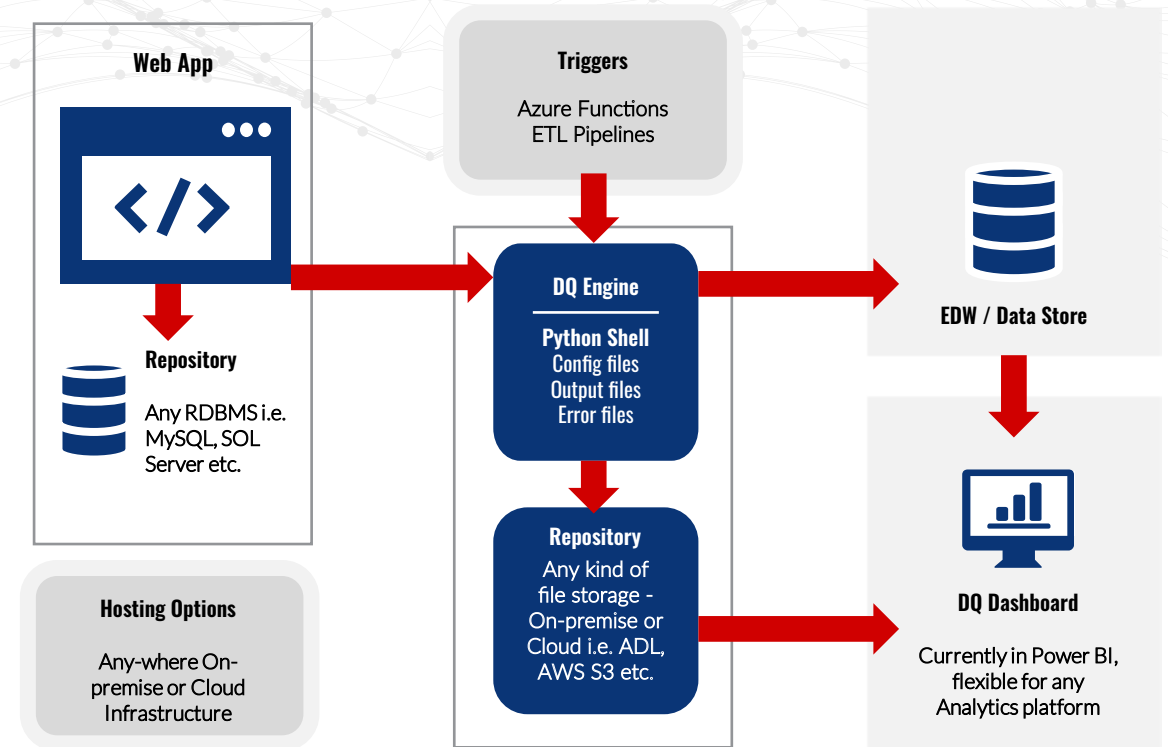 Web App
</>
Repository
Any RDBMS i.e.
MySQL, SOL
Server etc.
Hosting Options
Any-where On-
premise or Cloud
Infrastructure
Triggers
Azure Functions
ETL Pipelines
DQ Engine
Python Shell
Config files
Output files
Error files
Repository
Any kind of
file storage -
On-premise or
Cloud i.e. ADL,
AWS S3 etc.
EDW / Data Store
DQ Dashboard
Currently in Power BI,
flexible for any
Analytics platform